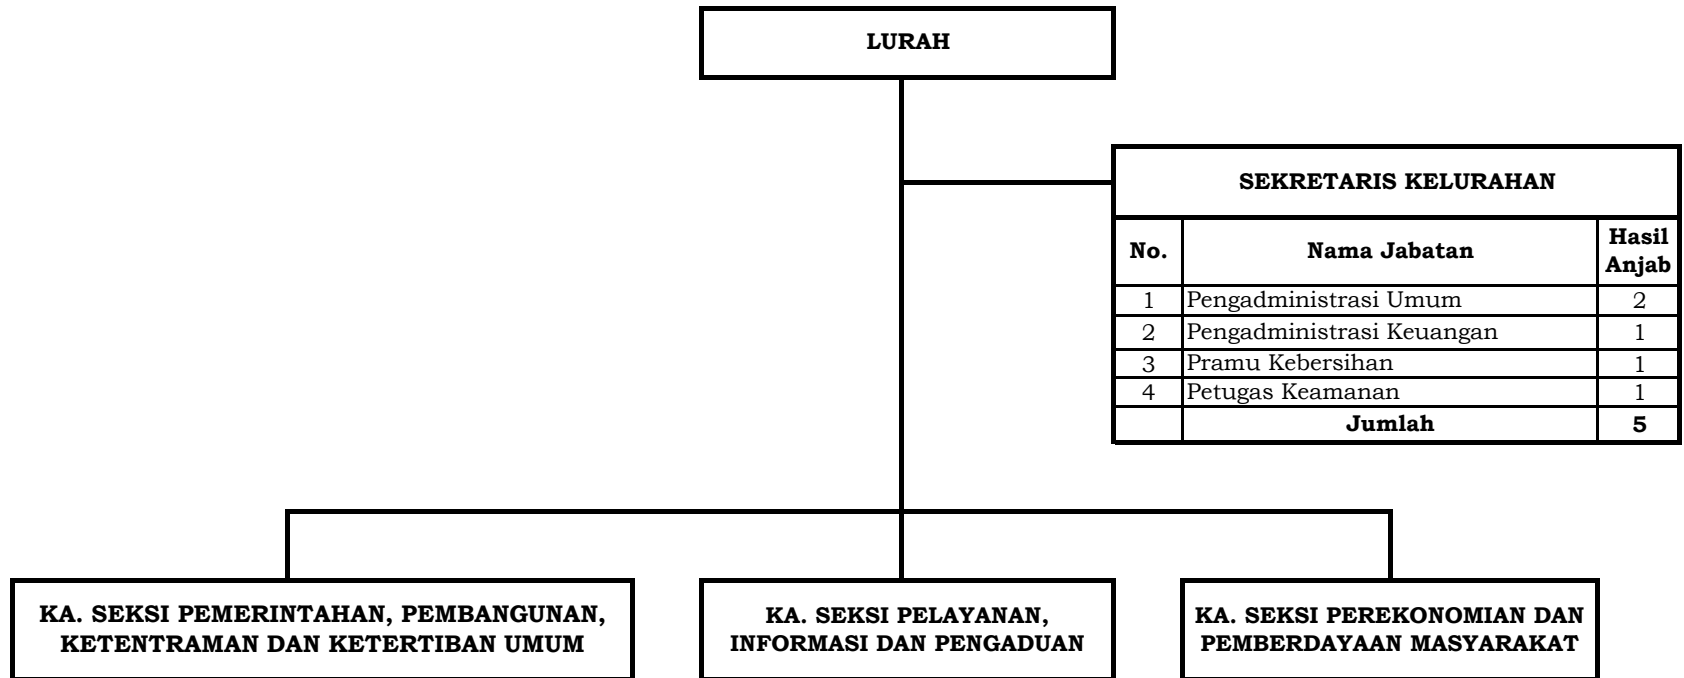 LURAH
SEKRETARIS KELURAHAN
No. Nama Jabatan Hasil Anjab
1 Pengadministrasi Umum 2
2 Pengadministrasi Keuangan 1
3 Pramu Kebersihan 1
4 Petugas Keamanan 1
Jumlah 5
KA. SEKSI PEMERINTAHAN, PEMBANGUNAN,
KETENTRAMAN DAN KETERTIBAN UMUM
KA. SEKSI PELAYANAN,
INFORMASI DAN PENGADUAN
KA. SEKSI PEREKONOMIAN DAN
PEMBERDAYAAN MASYARAKAT